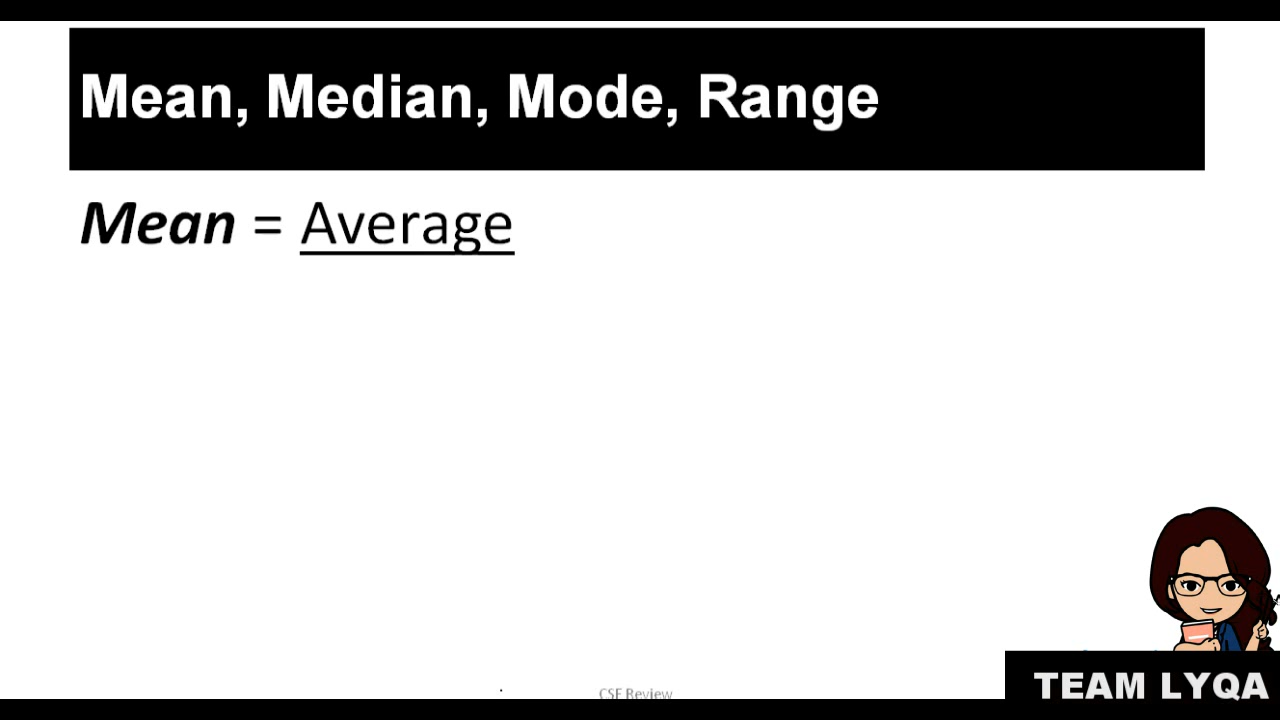 Mean, Median, Mode, Range
Mean = Average
CSE Review
TEAM LYQA